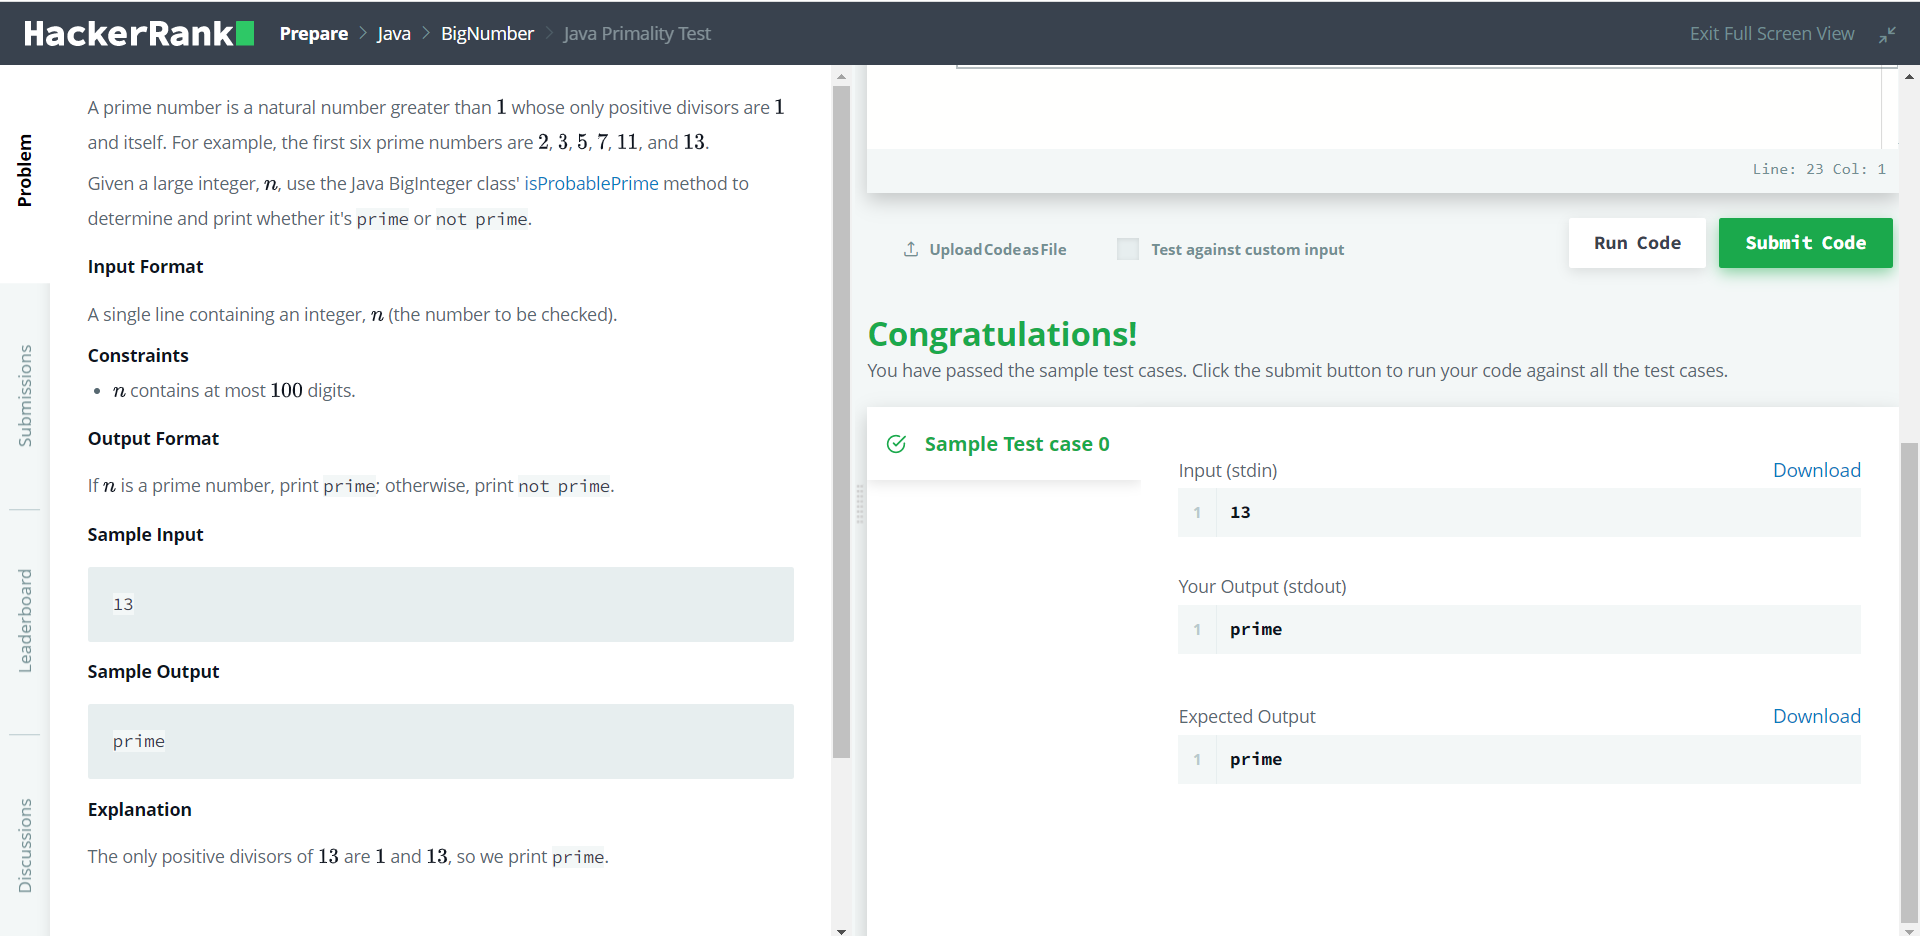 HackerRank
Prepare > Java > BigNumber > Java Primality Test
Exit Full Screen View
Problem
Submissions
Leaderboard
Discussions
A prime number is a natural number greater than 1 whose only positive divisors are 1
and itself. For example, the first six prime numbers are 2, 3, 5, 7, 11, and 13.
Given a large integer, n, use the Java BigInteger class' isProbablePrime method to
determine and print whether it's prime or not prime.
Input Format
A single line containing an integer, n (the number to be checked).
Constraints
• n contains at most 100 digits.
Output Format
If n is a prime number, print prime; otherwise, print not prime.
Sample Input
13
Sample Output
prime
Explanation
The only positive divisors of 13 are 1 and 13, so we print prime.
Line: 23 Col: 1
Upload Code as File
Test against custom input
Run Code
Submit Code
Congratulations!
You have passed the sample test cases. Click the submit button to run your code against all the test cases.
Sample Test case 0
Input (stdin)
Download
1 13
Your Output (stdout)
1 prime
Expected Output
Download
1 prime